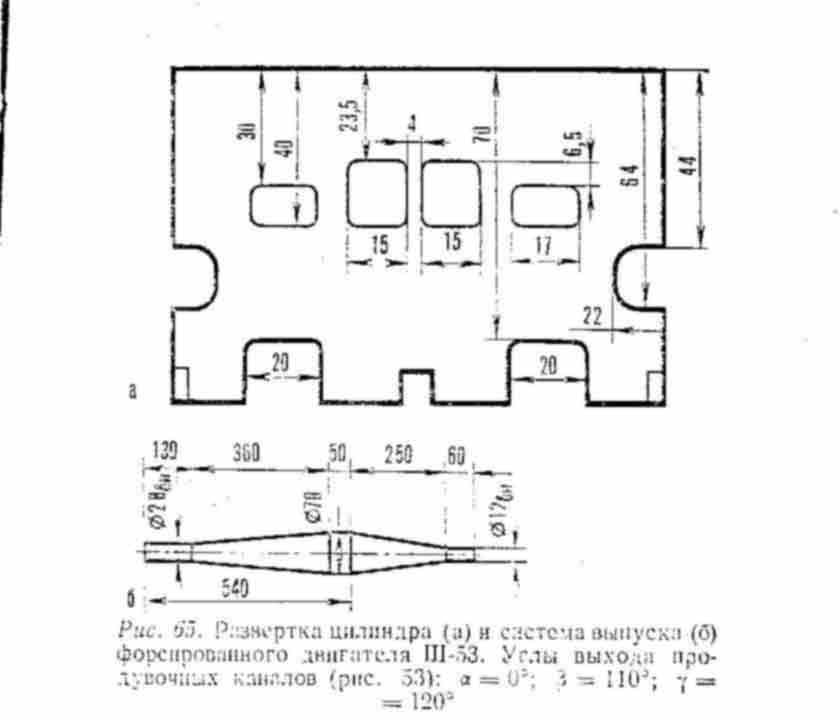 30
40
23,5
4
70
6,5
64
44
15
15
17
22
20
20
а
130 360 50 250 60
Ø28вн
Ø70
Ø12вн
540
б
Рис. 65. Развертка цилиндра (а) и система выпуска (б)
форсированного двигателя Ш-53. Углы выхода про-
дувочных каналов (рис. 53): α = 0°; β = 110°; γ =
= 120°